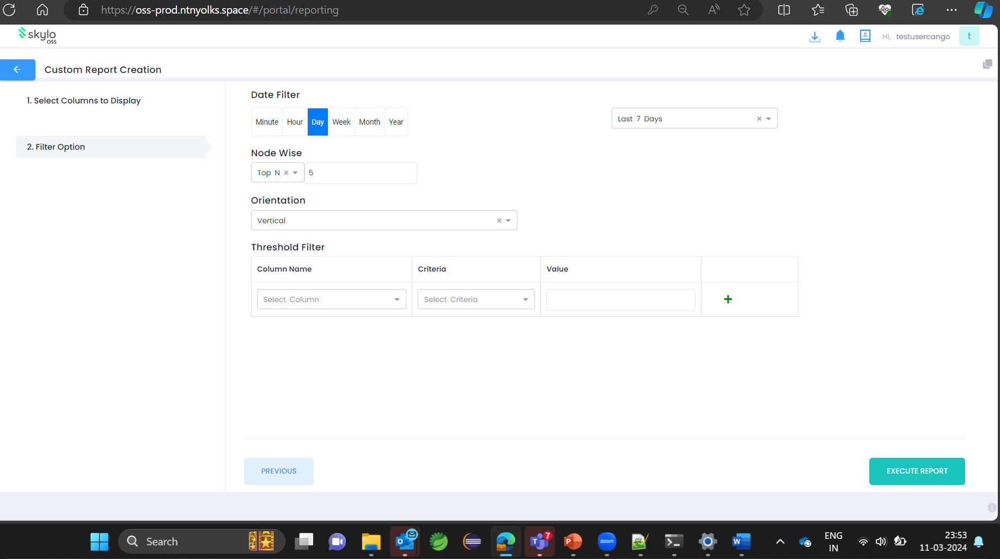 https://oss-prod.ntnyolks.space/#/portal/reporting
skylo
oss
Hi, testusercango
t
Custom Report Creation
1. Select Columns to Display
2. Filter Option
Date Filter
Minute Hour Day Week Month Year
Last 7 Days
Node Wise
Top N 5
Orientation
Vertical
Threshold Filter
Column Name Criteria Value
Select Column Select Criteria
PREVIOUS
EXECUTE REPORT
Search
7
zoom
ENG
IN
23:53
11-03-2024